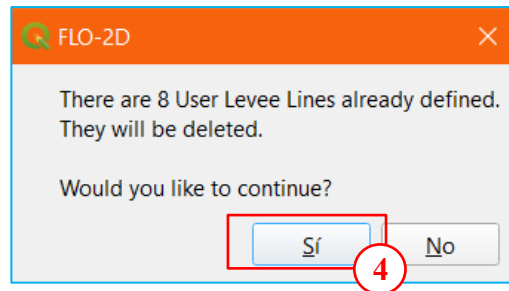 FLO-2D
There are 8 User Levee Lines already defined.
They will be deleted.
Would you like to continue?
Sí
No
4